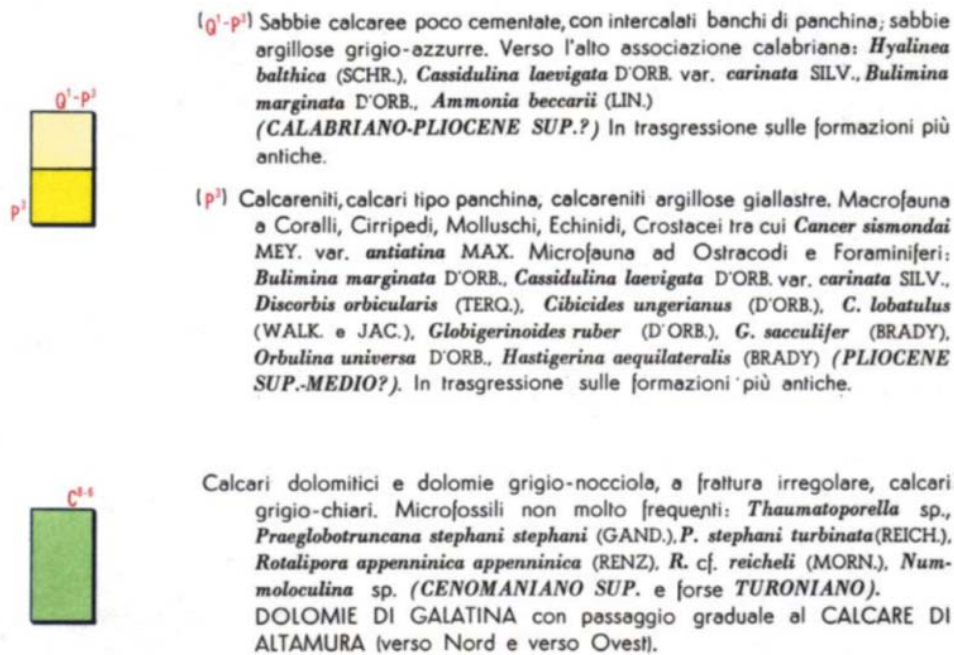 (Q¹-P³) Sabbie calcaree poco cementate, con intercalati banchi di panchina; sabbie
argillose grigio-azzurre. Verso l'alto associazione calabriana: Hyalinea
balthica (SCHR.), Cassidulina laevigata D'ORB. var. carinata SILV., Bulimina
marginata D'ORB., Ammonia beccarii (LIN.)
(CALABRIANO-PLIOCENE SUP.?) In trasgressione sulle formazioni più
antiche.
Q¹-P³
P³
(P³) Calcareniti, calcari tipo panchina, calcareniti argillose giallastre. Macrofauna
a Coralli, Cirripedi, Molluschi, Echinidi, Crostacei tra cui Cancer sismondai
MEY. var. antiatina MAX. Microfauna ad Ostracodi e Foraminiferi:
Bulimina marginata D'ORB., Cassidulina laevigata D'ORB. var. carinata SILV.,
Discorbis orbicularis (TERQ.), Cibicides ungerianus (D'ORB.), C. lobatulus
(WALK. e JAC.), Globigerinoides ruber (D'ORB.), G. sacculifer (BRADY),
Orbulina universa D'ORB., Hastigerina aequilateralis (BRADY) (PLIOCENE
SUP.-MEDIO?). In trasgressione sulle formazioni più antiche.
C⁸⁻⁶
Calcari dolomitici e dolomie grigio-nocciola, a frattura irregolare, calcari
grigio-chiari. Microfossili non molto frequenti: Thaumatoporella sp.,
Praeglobotruncana stephani stephani (GAND.), P. stephani turbinata (REICH.),
Rotalipora appenninica appenninica (RENZ), R. cf. reicheli (MORN.), Num-
moloculina sp. (CENOMANIANO SUP. e forse TURONIANO).
DOLOMIE DI GALATINA con passaggio graduale al CALCARE DI
ALTAMURA (verso Nord e verso Ovest).